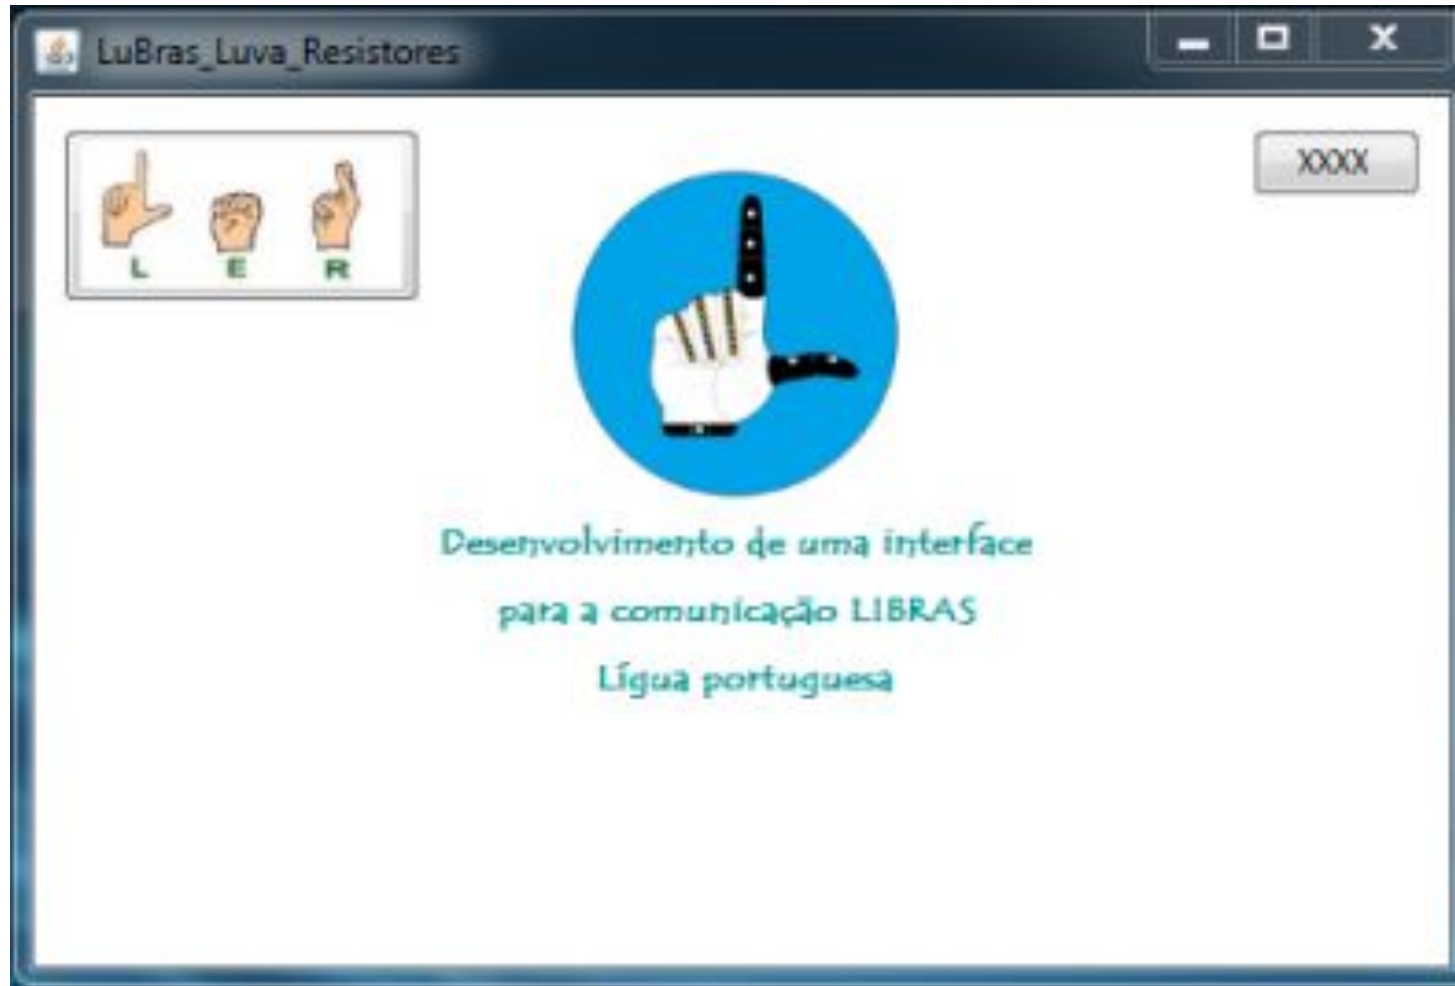 LuBras_Luva_Resistores
L E R
XXXX
Desenvolvimento de uma interface
para a comunicação LIBRAS
Lígua portuguesa